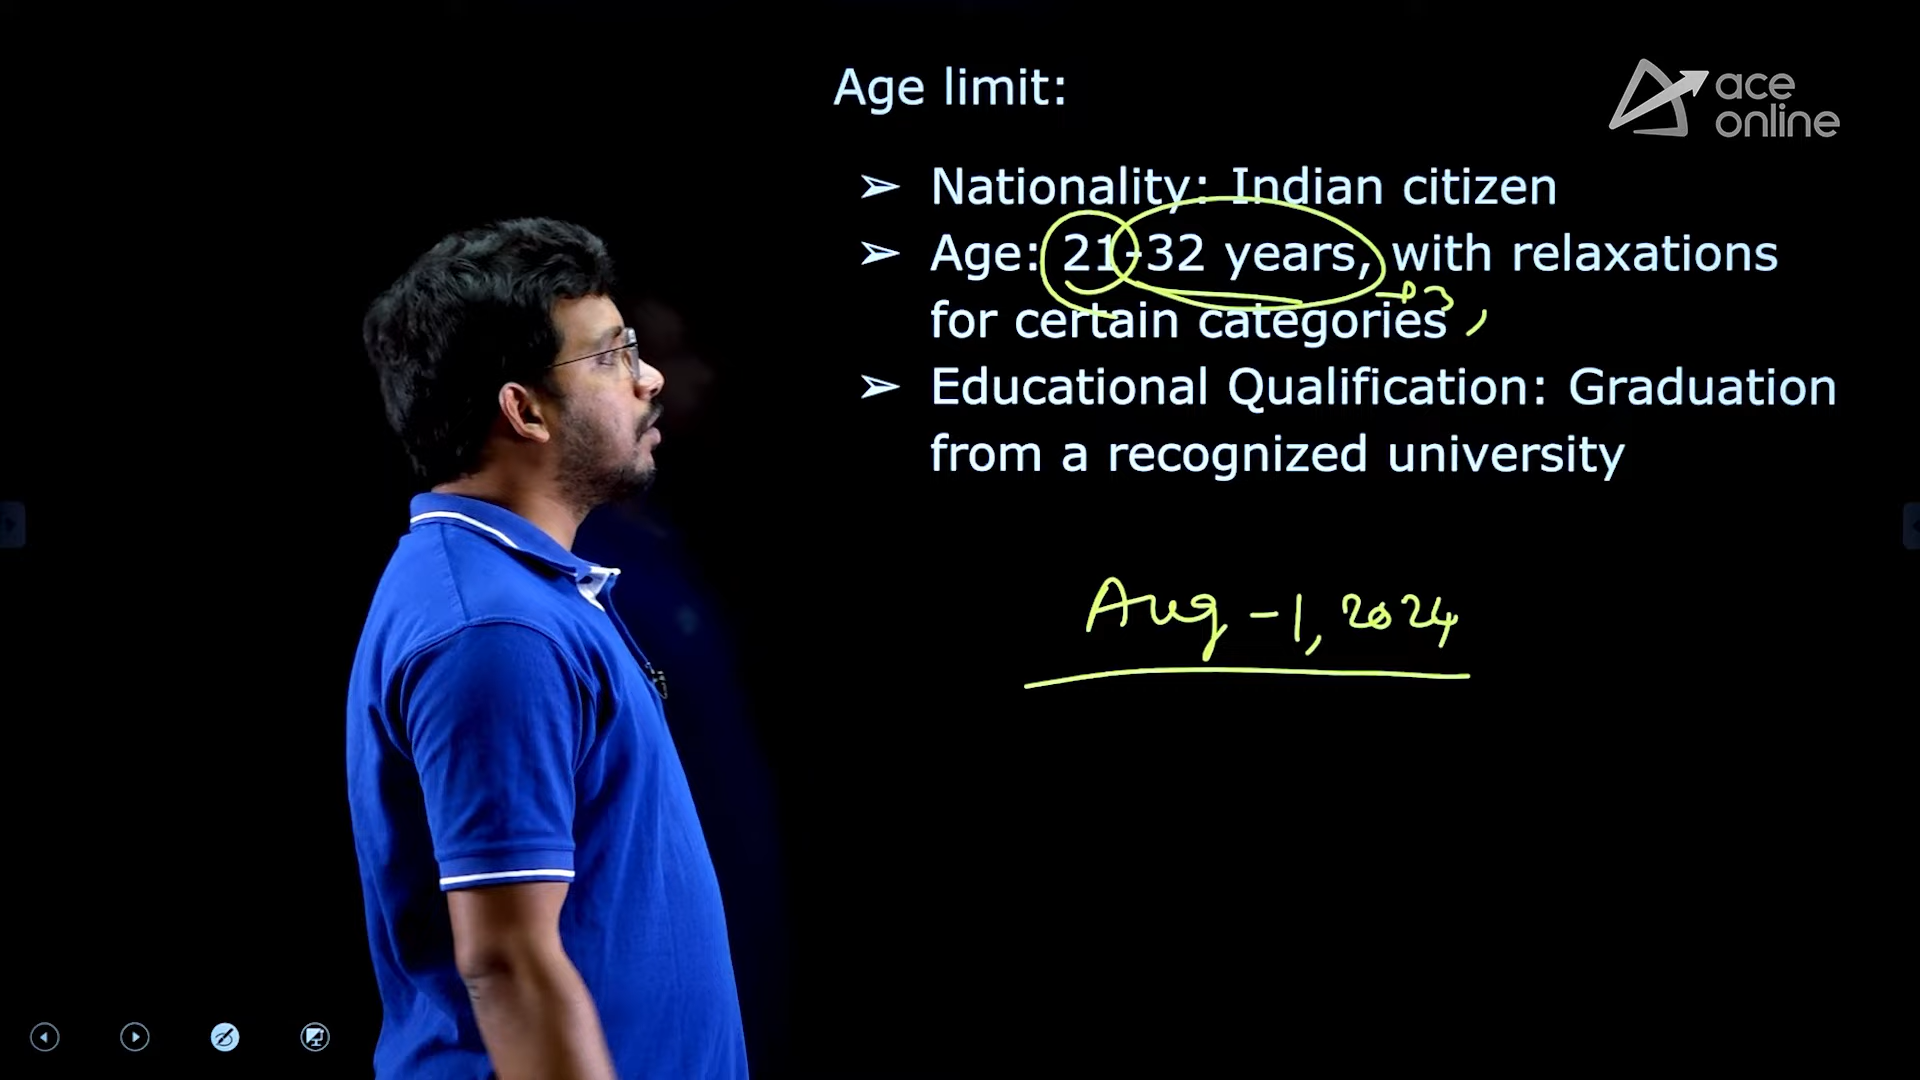 Age limit:
ace
online
➢ Nationality: Indian citizen
➢ Age: 21-32 years, with relaxations
→ 3,
for certain categories
➢ Educational Qualification: Graduation
from a recognized university
Aug - 1, 2024